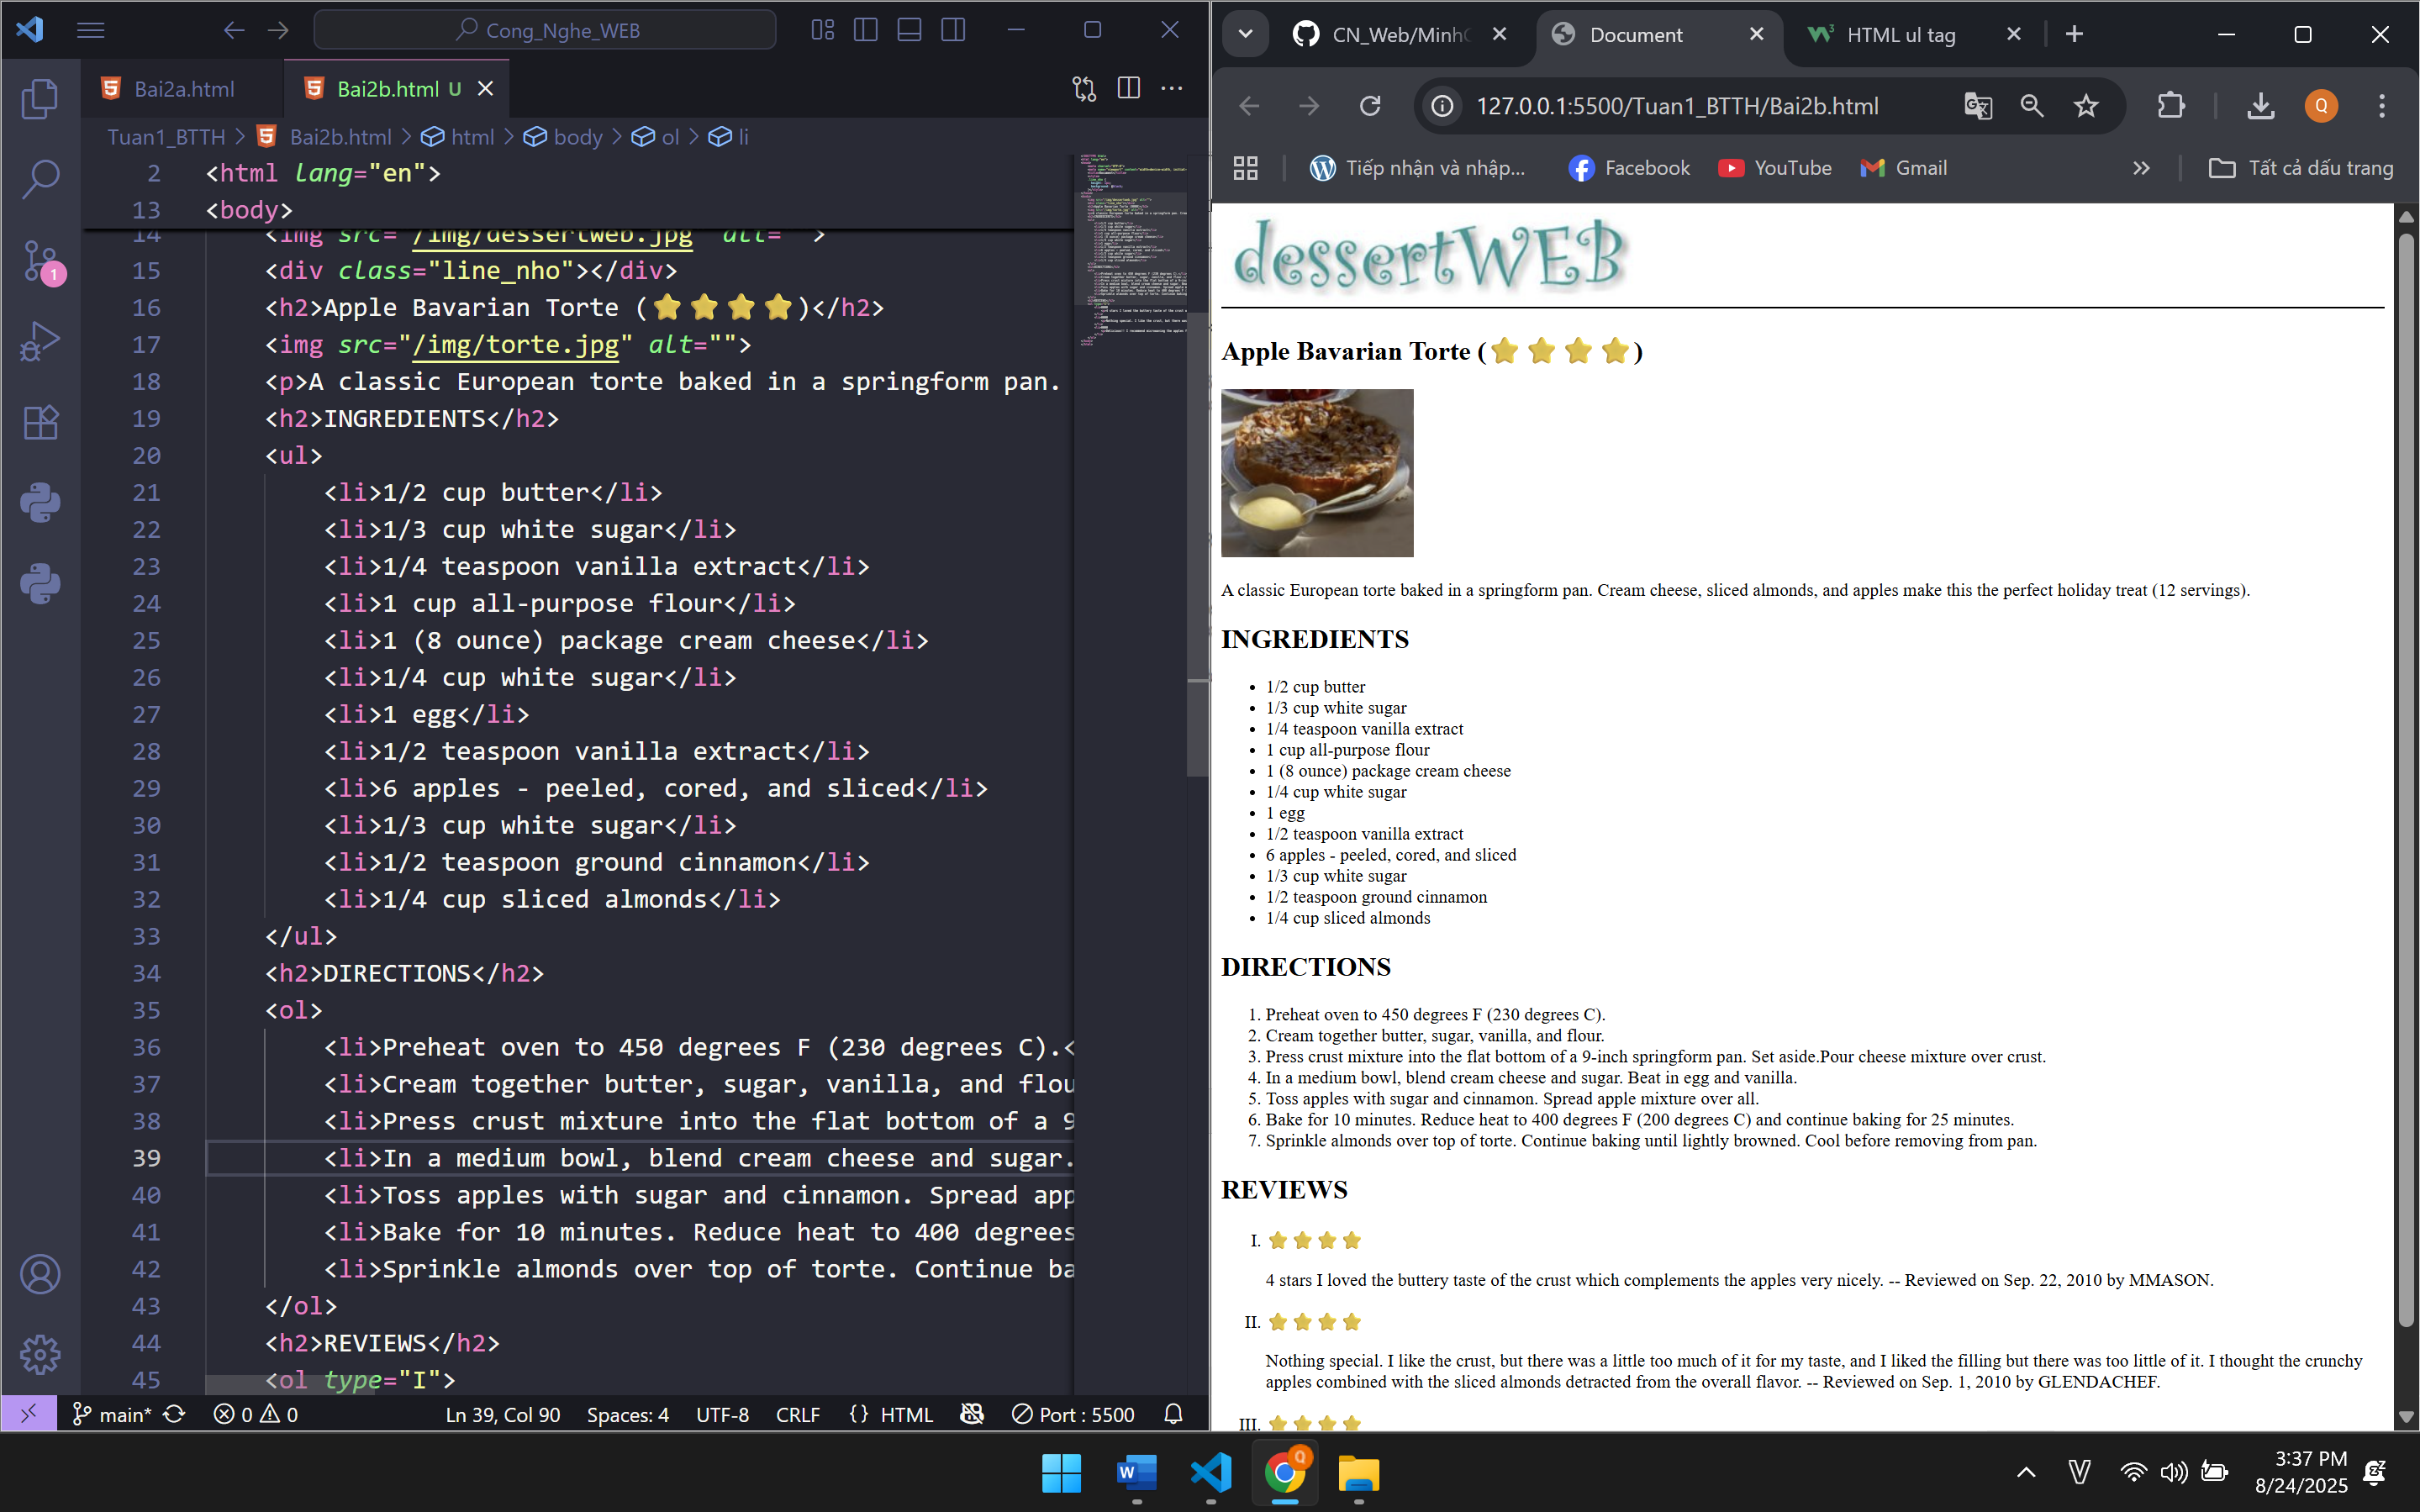 Cong_Nghe_WEB
Bai2a.html
Bai2b.html U
Tuan1_BTTH > Bai2b.html > html > body > ol > li
2 <html lang="en">
13 <body>
14 <img src="/img/dessertweb.jpg" alt="">
15 <div class="line_nho"></div>
16 <h2>Apple Bavarian Torte (⭐⭐⭐⭐)</h2>
17 <img src="/img/torte.jpg" alt="">
18 <p>A classic European torte baked in a springform pan.
19 <h2>INGREDIENTS</h2>
20 <ul>
21 <li>1/2 cup butter</li>
22 <li>1/3 cup white sugar</li>
23 <li>1/4 teaspoon vanilla extract</li>
24 <li>1 cup all-purpose flour</li>
25 <li>1 (8 ounce) package cream cheese</li>
26 <li>1/4 cup white sugar</li>
27 <li>1 egg</li>
28 <li>1/2 teaspoon vanilla extract</li>
29 <li>6 apples - peeled, cored, and sliced</li>
30 <li>1/3 cup white sugar</li>
31 <li>1/2 teaspoon ground cinnamon</li>
32 <li>1/4 cup sliced almonds</li>
33 </ul>
34 <h2>DIRECTIONS</h2>
35 <ol>
36 <li>Preheat oven to 450 degrees F (230 degrees C).<
37 <li>Cream together butter, sugar, vanilla, and flou
38 <li>Press crust mixture into the flat bottom of a 9
39 <li>In a medium bowl, blend cream cheese and sugar.
40 <li>Toss apples with sugar and cinnamon. Spread app
41 <li>Bake for 10 minutes. Reduce heat to 400 degrees
42 <li>Sprinkle almonds over top of torte. Continue ba
43 </ol>
44 <h2>REVIEWS</h2>
45 <ol type="I">
1
main* 0 0 Ln 39, Col 90 Spaces: 4 UTF-8 CRLF {} HTML Port : 5500
CN_Web/MinhC
Document
HTML ul tag
127.0.0.1:5500/Tuan1_BTTH/Bai2b.html
Q
Tiếp nhận và nhập...
Facebook
YouTube
Gmail
Tất cả dấu trang
dessertWEB
Apple Bavarian Torte (⭐⭐⭐⭐)
A classic European torte baked in a springform pan. Cream cheese, sliced almonds, and apples make this the perfect holiday treat (12 servings).
INGREDIENTS
• 1/2 cup butter
• 1/3 cup white sugar
• 1/4 teaspoon vanilla extract
• 1 cup all-purpose flour
• 1 (8 ounce) package cream cheese
• 1/4 cup white sugar
• 1 egg
• 1/2 teaspoon vanilla extract
• 6 apples - peeled, cored, and sliced
• 1/3 cup white sugar
• 1/2 teaspoon ground cinnamon
• 1/4 cup sliced almonds
DIRECTIONS
1. Preheat oven to 450 degrees F (230 degrees C).
2. Cream together butter, sugar, vanilla, and flour.
3. Press crust mixture into the flat bottom of a 9-inch springform pan. Set aside.Pour cheese mixture over crust.
4. In a medium bowl, blend cream cheese and sugar. Beat in egg and vanilla.
5. Toss apples with sugar and cinnamon. Spread apple mixture over all.
6. Bake for 10 minutes. Reduce heat to 400 degrees F (200 degrees C) and continue baking for 25 minutes.
7. Sprinkle almonds over top of torte. Continue baking until lightly browned. Cool before removing from pan.
REVIEWS
I. ⭐⭐⭐⭐
4 stars I loved the buttery taste of the crust which complements the apples very nicely. -- Reviewed on Sep. 22, 2010 by MMASON.
II. ⭐⭐⭐⭐
Nothing special. I like the crust, but there was a little too much of it for my taste, and I liked the filling but there was too little of it. I thought the crunchy
apples combined with the sliced almonds detracted from the overall flavor. -- Reviewed on Sep. 1, 2010 by GLENDACHEF.
III. ⭐⭐⭐⭐
W
Q
V
3:37 PM
8/24/2025